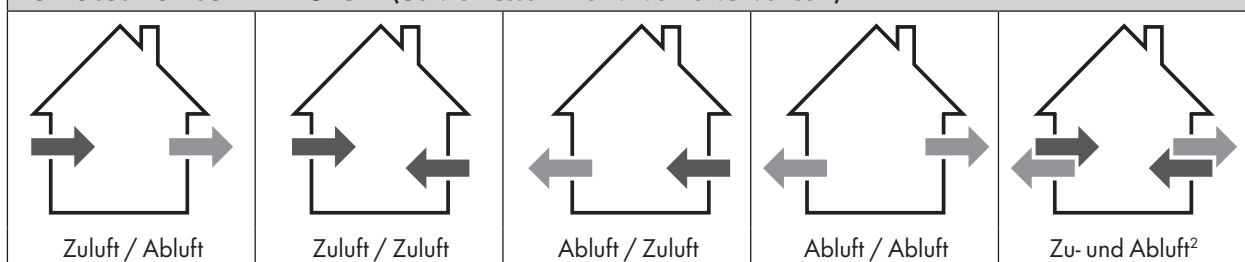 Zuluft / Abluft
Zuluft / Zuluft
Abluft / Zuluft
Abluft / Abluft
Zu- und Abluft²